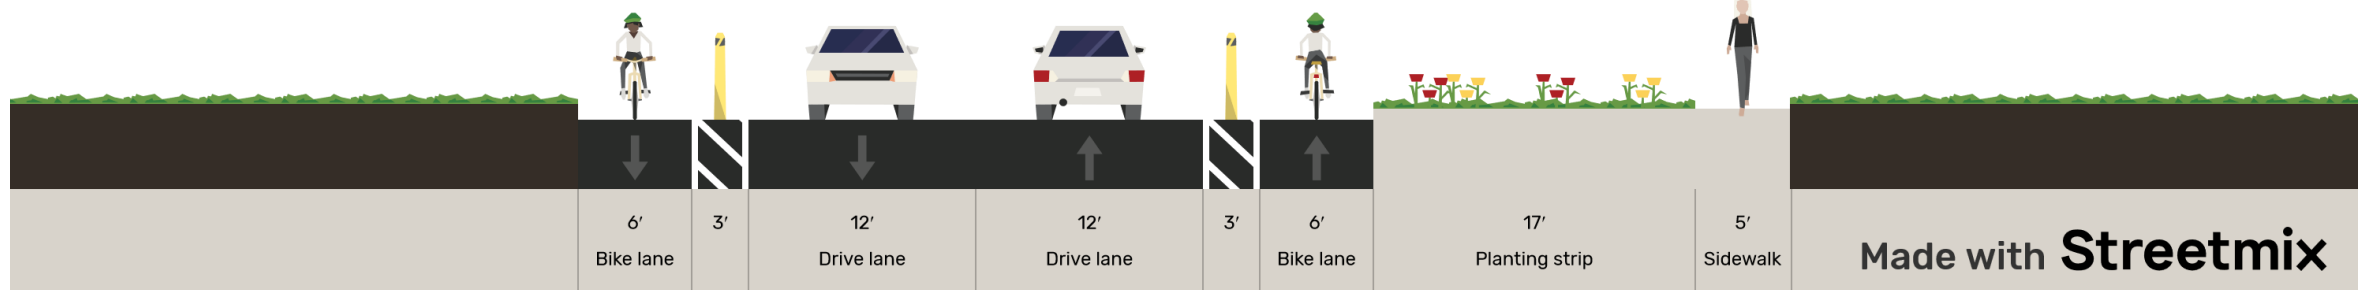 6′ 3′ 12′ 12′ 3′ 6′ 17′ 5′
Bike lane Drive lane Drive lane Bike lane Planting strip Sidewalk
Made with Streetmix